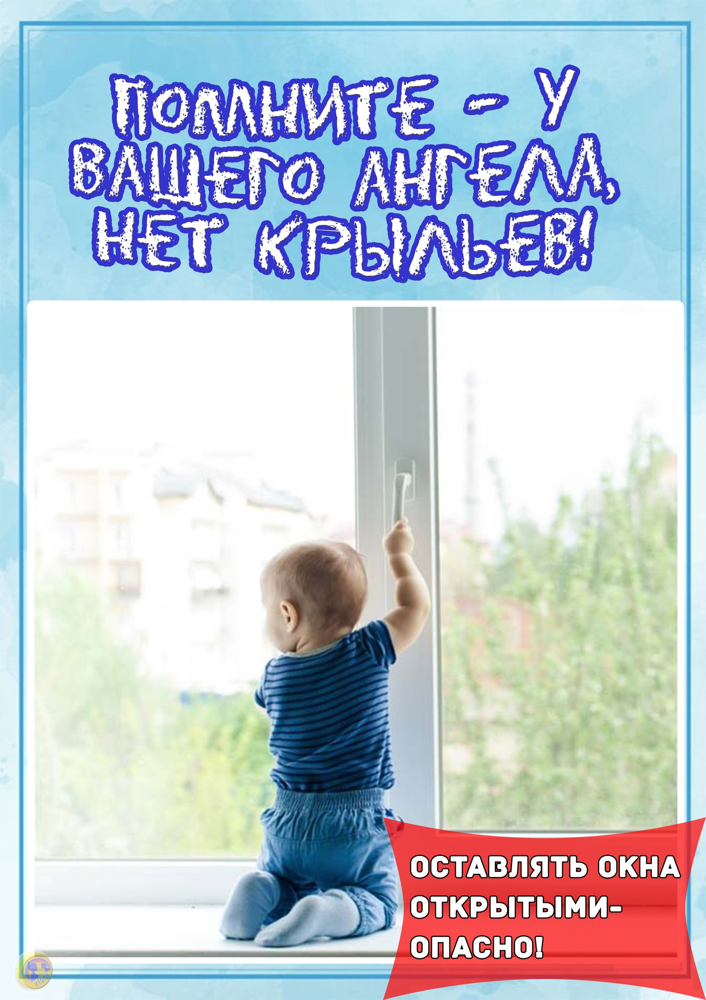 ПОМНИТЕ - У
ВАШЕГО АНГЕЛА,
НЕТ КРЫЛЬЕВ!
ОСТАВЛЯТЬ ОКНА
ОТКРЫТЫМИ-
ОПАСНО!